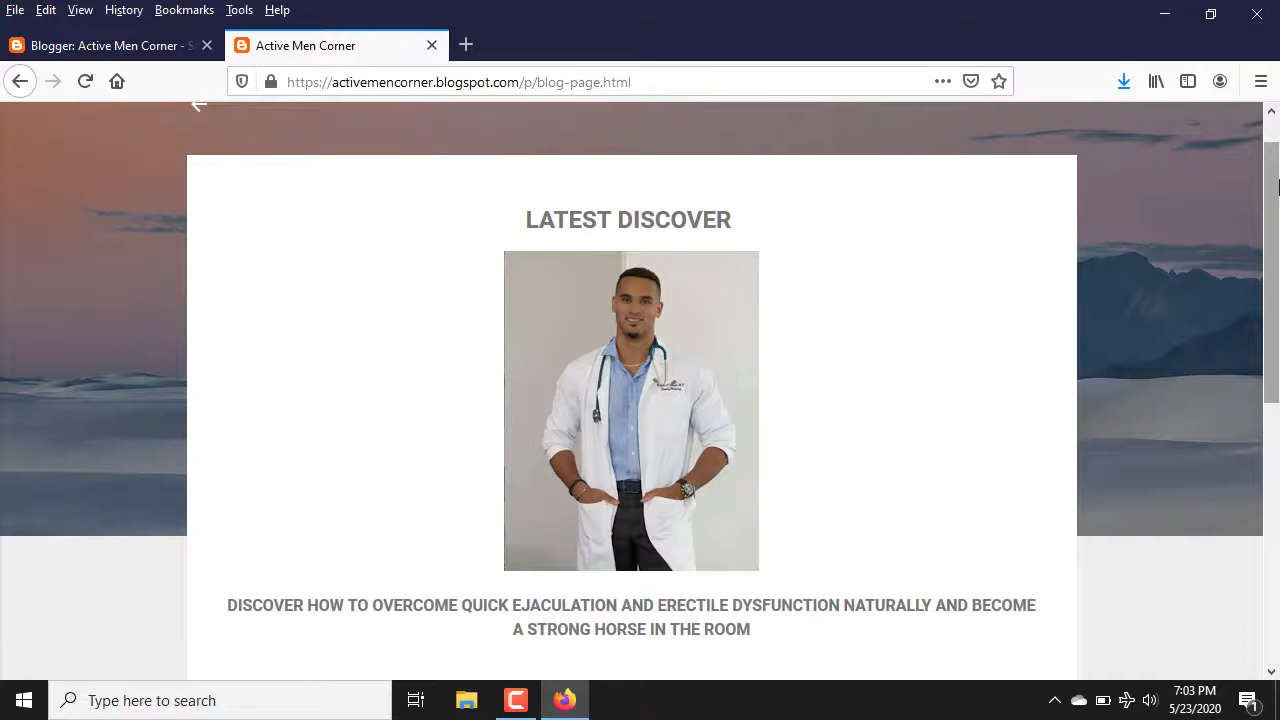 File Edit View History Bookmarks Tools Help
Blogger: Active Men Corner -
Active Men Corner
https://activemencorner.blogspot.com/p/blog-page.html
LATEST DISCOVER
DISCOVER HOW TO OVERCOME QUICK EJACULATION AND ERECTILE DYSFUNCTION NATURALLY AND BECOME
A STRONG HORSE IN THE ROOM
Type here to search
7:03 PM
5/23/2020
1